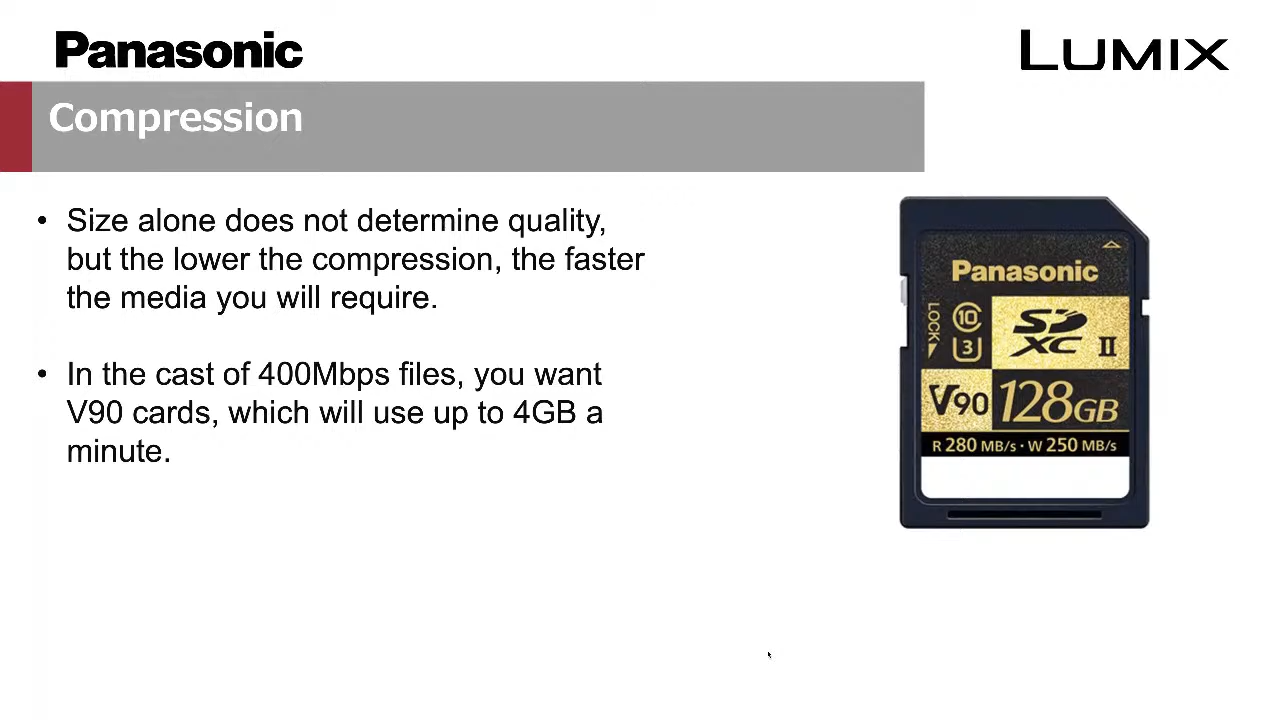 Panasonic
LUMIX
Compression
• Size alone does not determine quality,
but the lower the compression, the faster
the media you will require.
• In the cast of 400Mbps files, you want
V90 cards, which will use up to 4GB a
minute.
Panasonic
LOCK
10
3
SD
XC II
V90 128GB
R 280 MB/s · W 250 MB/s